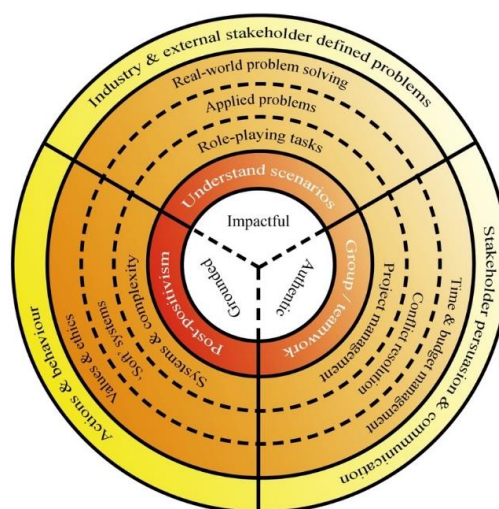 Industry & external stakeholder defined problems
Real-world problem solving
Applied problems
Role-playing tasks
Understand scenarios
Impactful
Grounded
Authentic
Post-positivism
Systems & complexity
'Soft' systems
Values & ethics
Actions & behaviour
Group / teamwork
Project management
Conflict resolution
Time & budget management
Stakeholder persuasion & communication